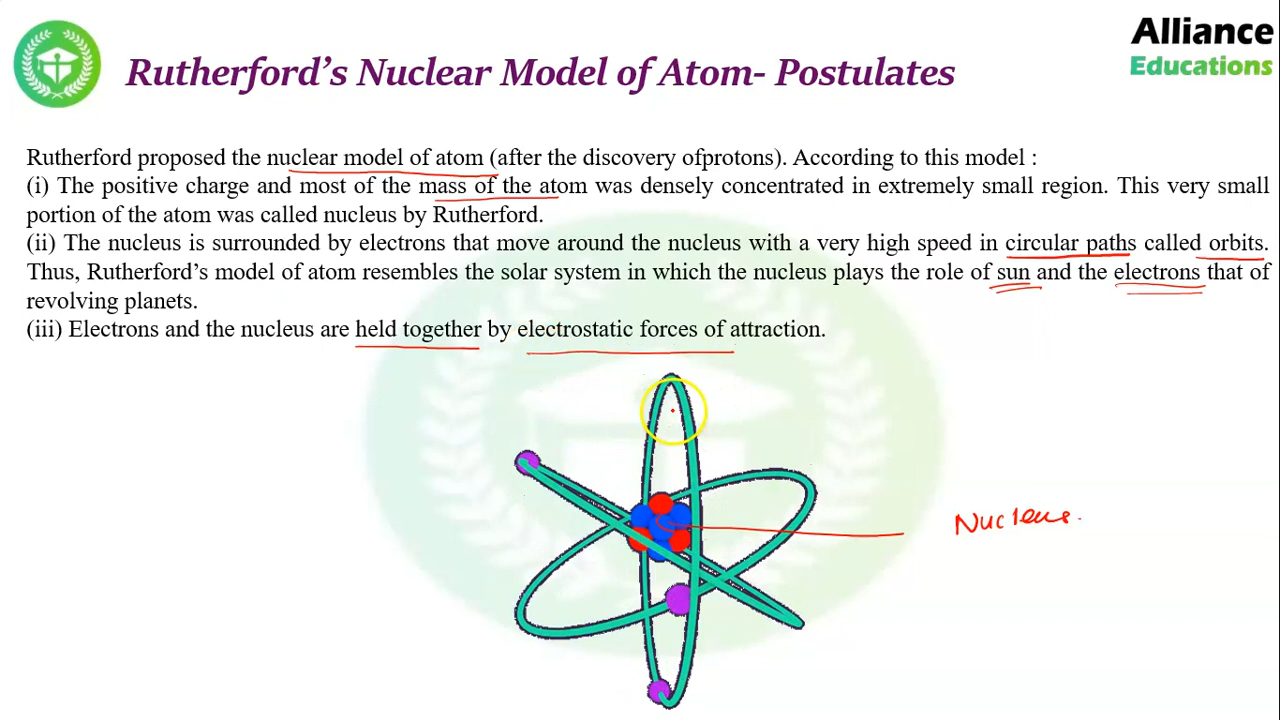 Alliance
Educations
Rutherford's Nuclear Model of Atom- Postulates
Rutherford proposed the nuclear model of atom (after the discovery ofprotons). According to this model :
(i) The positive charge and most of the mass of the atom was densely concentrated in extremely small region. This very small
portion of the atom was called nucleus by Rutherford.
(ii) The nucleus is surrounded by electrons that move around the nucleus with a very high speed in circular paths called orbits.
Thus, Rutherford's model of atom resembles the solar system in which the nucleus plays the role of sun and the electrons that of
revolving planets.
(iii) Electrons and the nucleus are held together by electrostatic forces of attraction.
Nucleus.